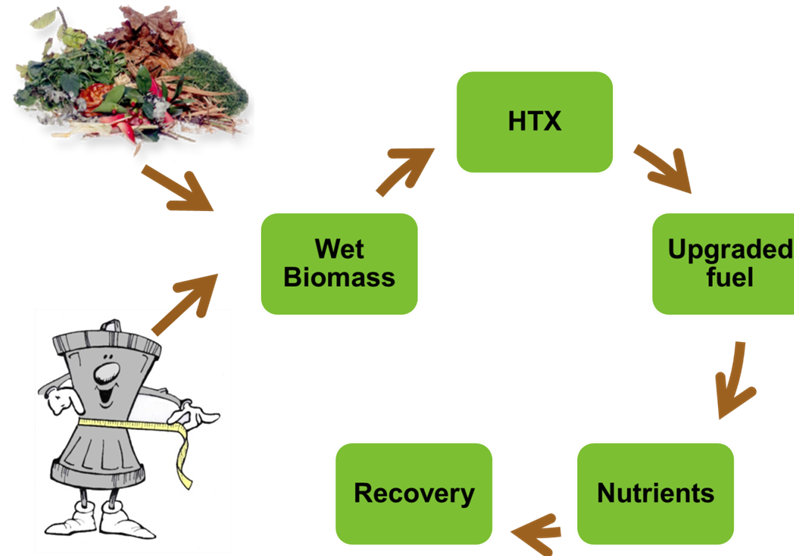 HTX
Wet
Biomass
Upgraded
fuel
Recovery
Nutrients